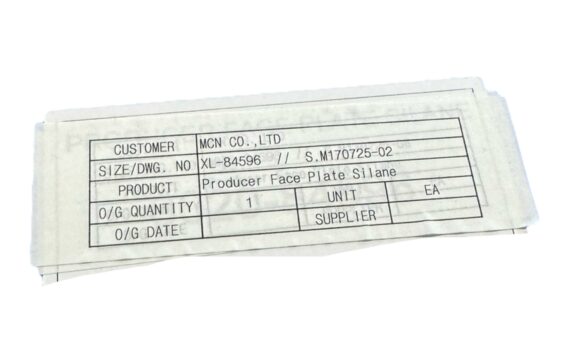 CUSTOMER MCN CO.,LTD
SIZE/DWG. NO XL-84596 // S.M170725-02
PRODUCT Producer Face Plate Silane
O/G QUANTITY 1 UNIT EA
O/G DATE SUPPLIER